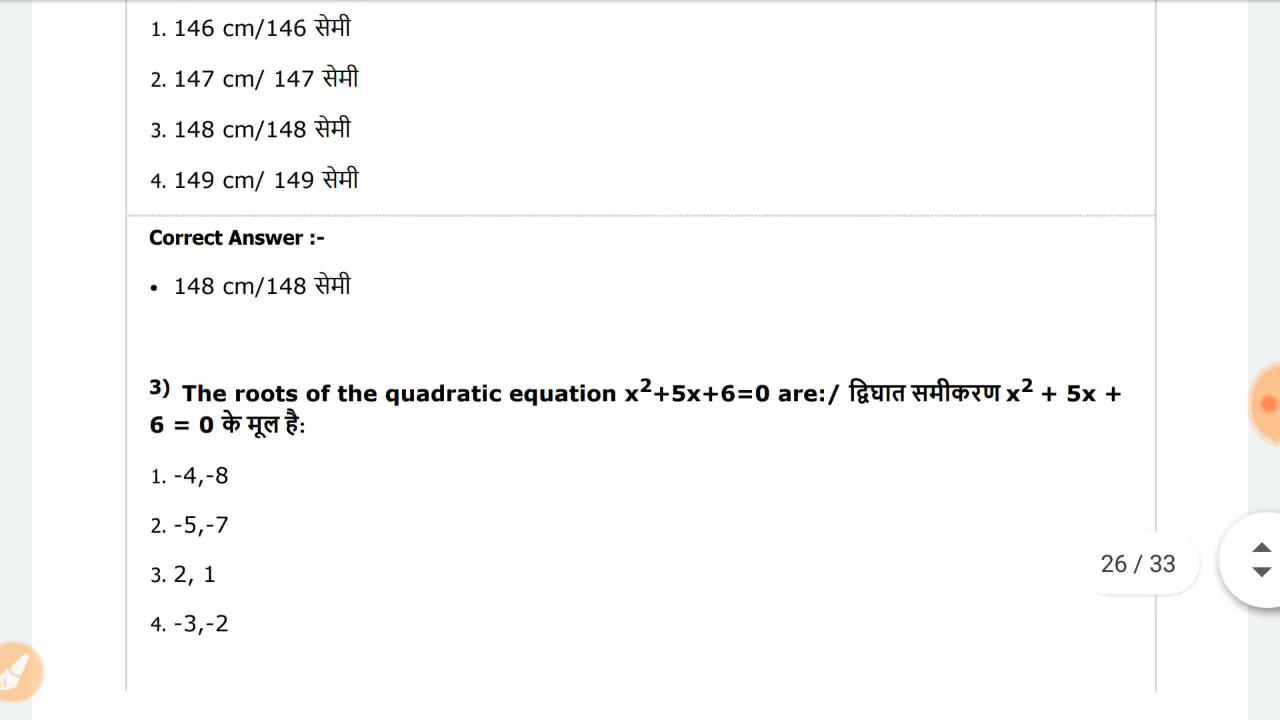 1. 146 cm/146 सेमी
2. 147 cm/ 147 सेमी
3. 148 cm/148 सेमी
4. 149 cm/ 149 सेमी
Correct Answer :-
• 148 cm/148 सेमी
3) The roots of the quadratic equation x²+5x+6=0 are:/ द्विघात समीकरण x² + 5x +
6 = 0 के मूल है:
1. -4,-8
2. -5,-7
26 / 33
3. 2, 1
4. -3,-2